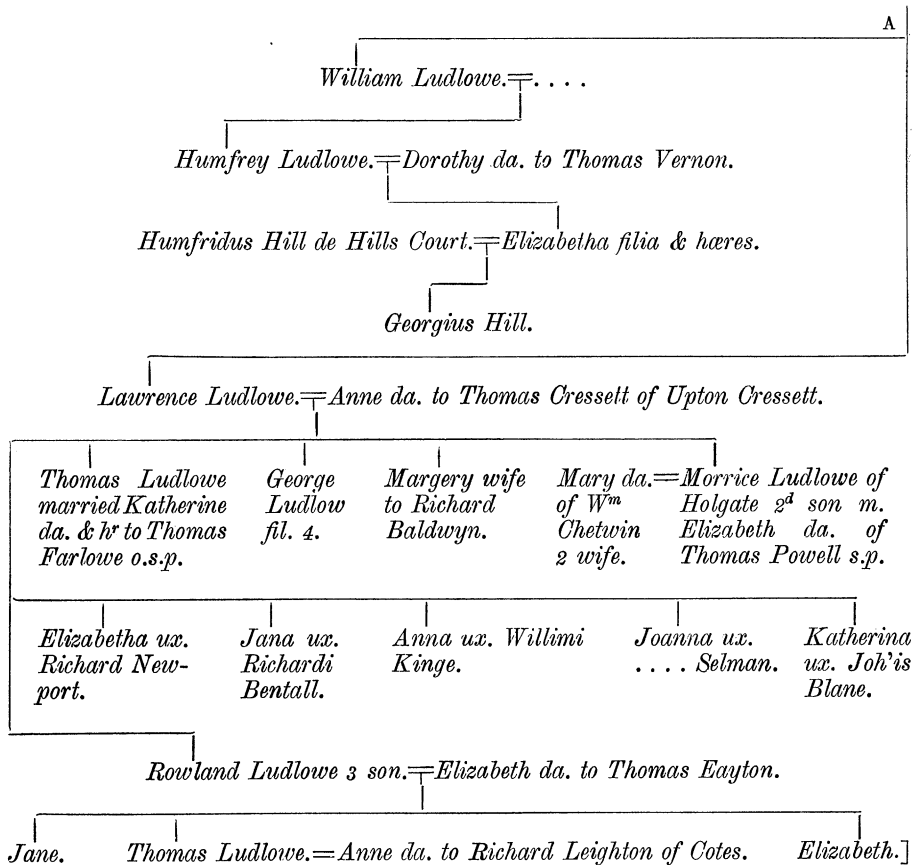 A
William Ludlowe.=. . . .
Humfrey Ludlowe.=Dorothy da. to Thomas Vernon.
Humfridus Hill de Hills Court.=Elizabetha filia & hæres.
Georgius Hill.
Lawrence Ludlowe.=Anne da. to Thomas Cressett of Upton Cressett.
Thomas Ludlowe
married Katherine
da. & hʳ to Thomas
Farlowe o.s.p.
George
Ludlow
fil. 4.
Margery wife
to Richard
Baldwyn.
Mary da.=
of Wᵐ
Chetwin
2 wife.
Morrice Ludlowe of
Holgate 2ᵈ son m.
Elizabeth da. of
Thomas Powell s.p.
Elizabetha ux.
Richard New-
port.
Jana ux.
Richardi
Bentall.
Anna ux. Willimi
Kinge.
Joanna ux.
. . . . Selman.
Katherina
ux. Joh'is
Blane.
Rowland Ludlowe 3 son.=Elizabeth da. to Thomas Eayton.
Jane.
Thomas Ludlowe.=Anne da. to Richard Leighton of Cotes.
Elizabeth.]